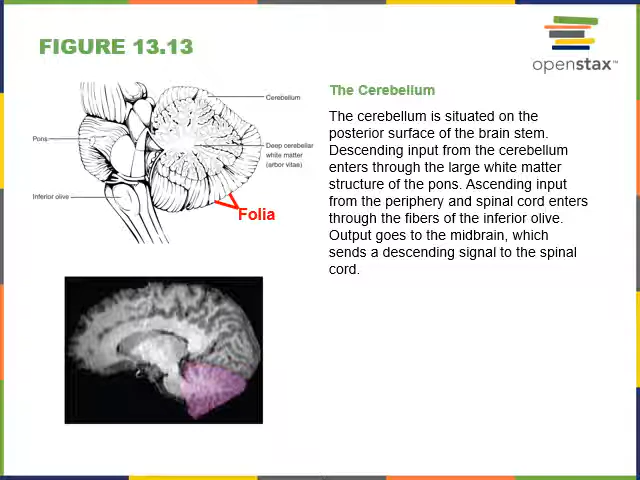 FIGURE 13.13
openstax™
Cerebellum
Pons
Deep cerebellar
white matter
(arbor vitae)
Inferior olive
Folia
The Cerebellum
The cerebellum is situated on the
posterior surface of the brain stem.
Descending input from the cerebellum
enters through the large white matter
structure of the pons. Ascending input
from the periphery and spinal cord enters
through the fibers of the inferior olive.
Output goes to the midbrain, which
sends a descending signal to the spinal
cord.